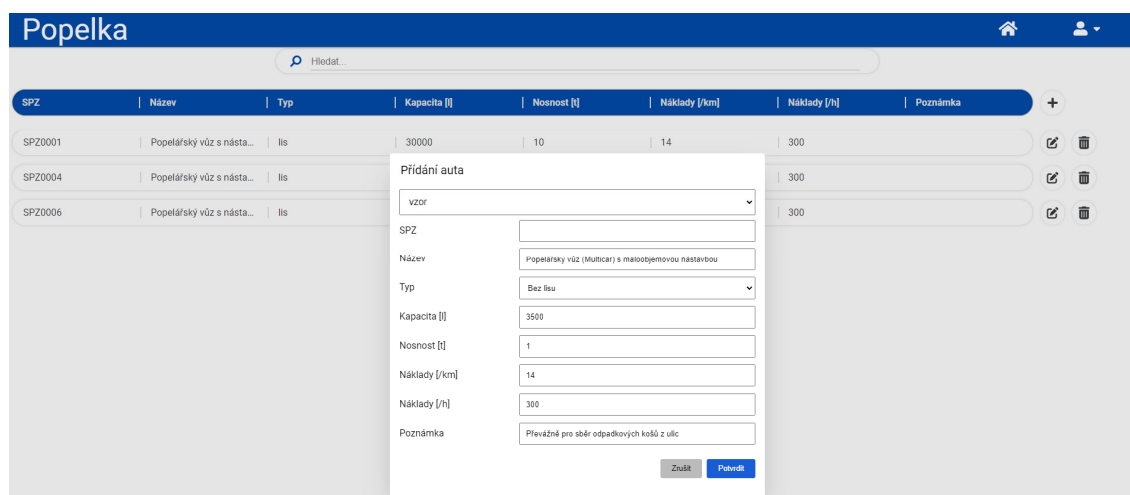 Popelka
Hledat...
SPZ Název Typ Kapacita [l] Nosnost [t] Náklady [/km] Náklady [/h] Poznámka
SPZ0001 Popelářský vůz s násta... lis 30000 10 14 300
SPZ0004 Popelářský vůz s násta... lis 300
SPZ0006 Popelářský vůz s násta... lis 300
Přídání auta
vzor
SPZ
Název Popelářský vůz (Multicar) s maloobjemovou nástavbou
Typ Bez lisu
Kapacita [l] 3500
Nosnost [t] 1
Náklady [/km] 14
Náklady [/h] 300
Poznámka Převážně pro sběr odpadkových košů z ulic
Zrušit Potvrdit